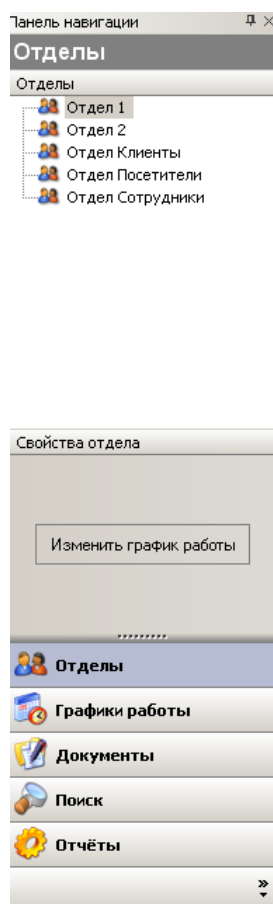 Панель навигации
Отделы
Отделы
Отдел 1
Отдел 2
Отдел Клиенты
Отдел Посетители
Отдел Сотрудники
Свойства отдела
Изменить график работы
Отделы
Графики работы
Документы
Поиск
Отчёты